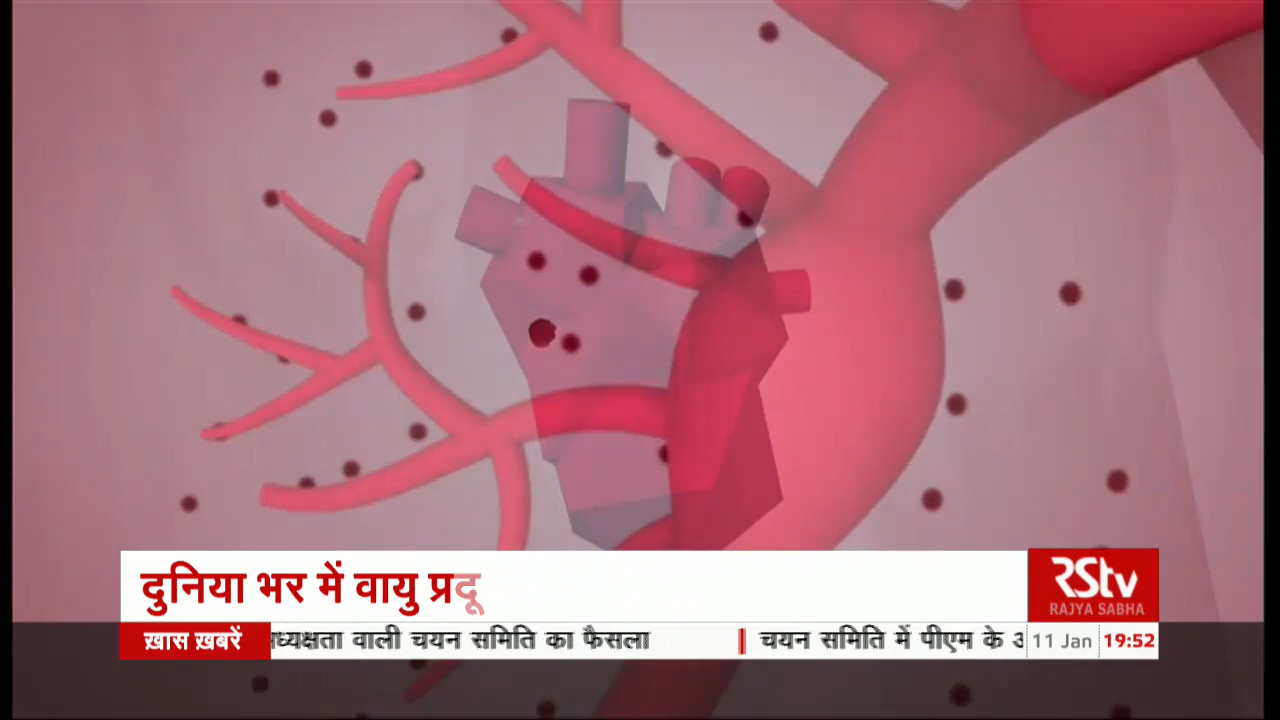 दुनिया भर में वायु प्रदू
RStv
RAJYA SABHA
ख़ास ख़बरें
ध्यक्षता वाली चयन समिति का फैसला | चयन समिति में पीएम के
11 Jan
19:52